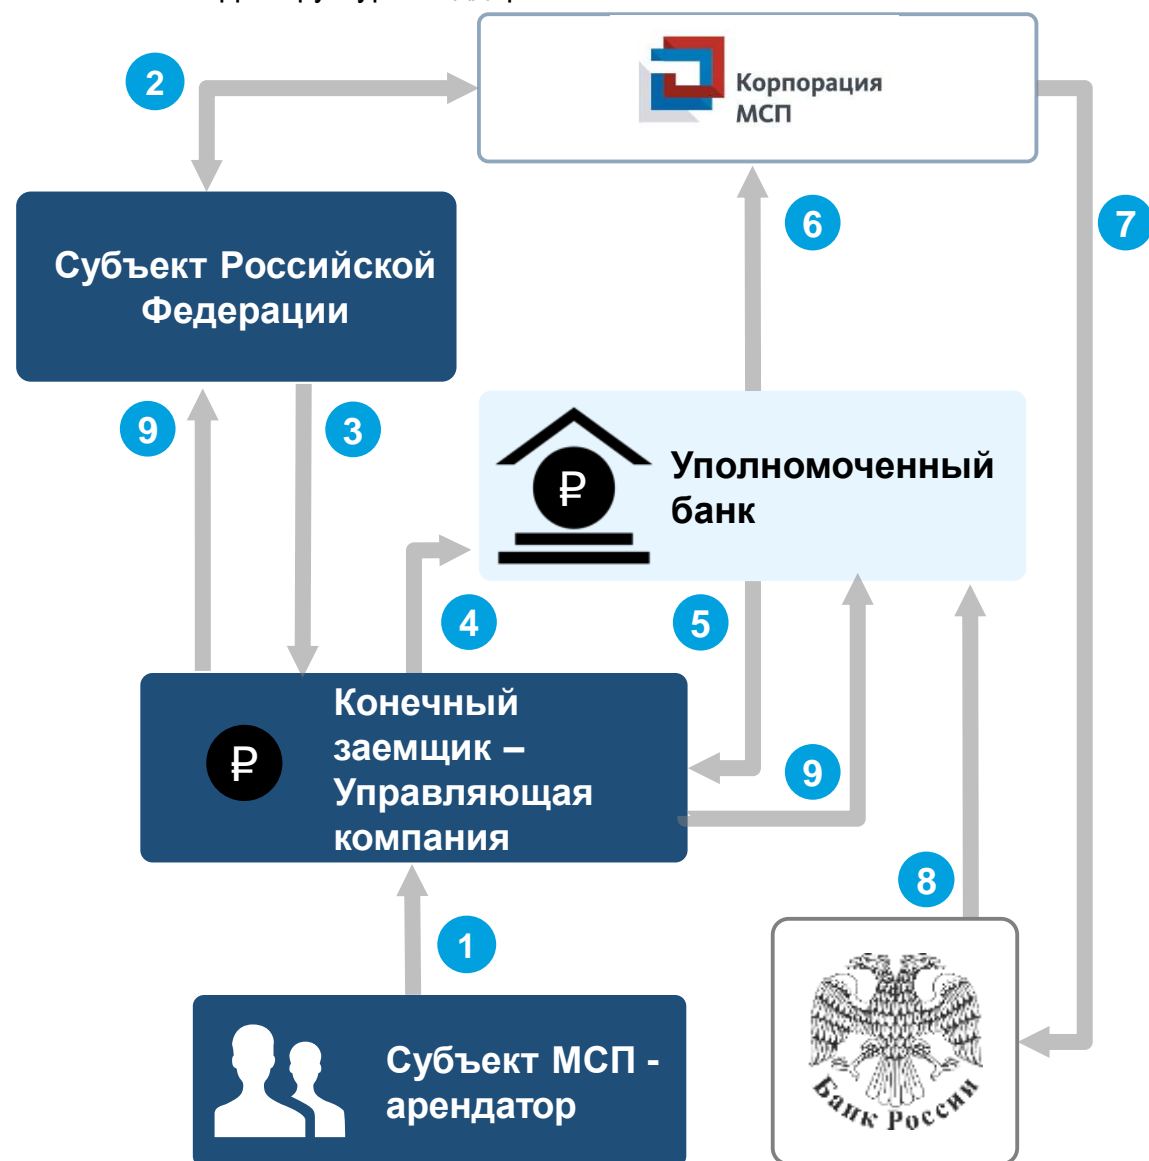 Корпорация
МСП
2
6
7
Субъект Российской
Федерации
9
3
₽
Уполномоченный
банк
4
5
Конечный
заемщик –
Управляющая
компания
₽
9
8
1
Субъект МСП -
арендатор
Банк России